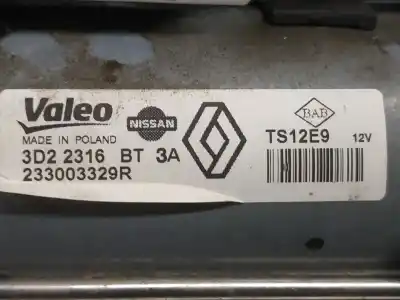 Valeo
MADE IN POLAND
NISSAN
BAB
TS12E9 12V
3D2 2316 BT 3A
233003329R